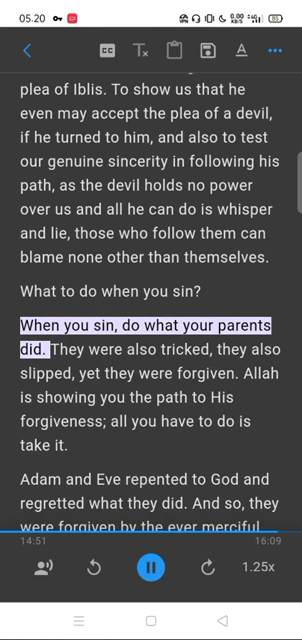 05.20
0.00 KB/S
4G
85
CC
plea of Iblis. To show us that he
even may accept the plea of a devil,
if he turned to him, and also to test
our genuine sincerity in following his
path, as the devil holds no power
over us and all he can do is whisper
and lie, those who follow them can
blame none other than themselves.
What to do when you sin?
When you sin, do what your parents
did. They were also tricked, they also
slipped, yet they were forgiven. Allah
is showing you the path to His
forgiveness; all you have to do is
take it.
Adam and Eve repented to God and
regretted what they did. And so, they
were forgiven by the ever merciful
14:51
16:09
1.25x